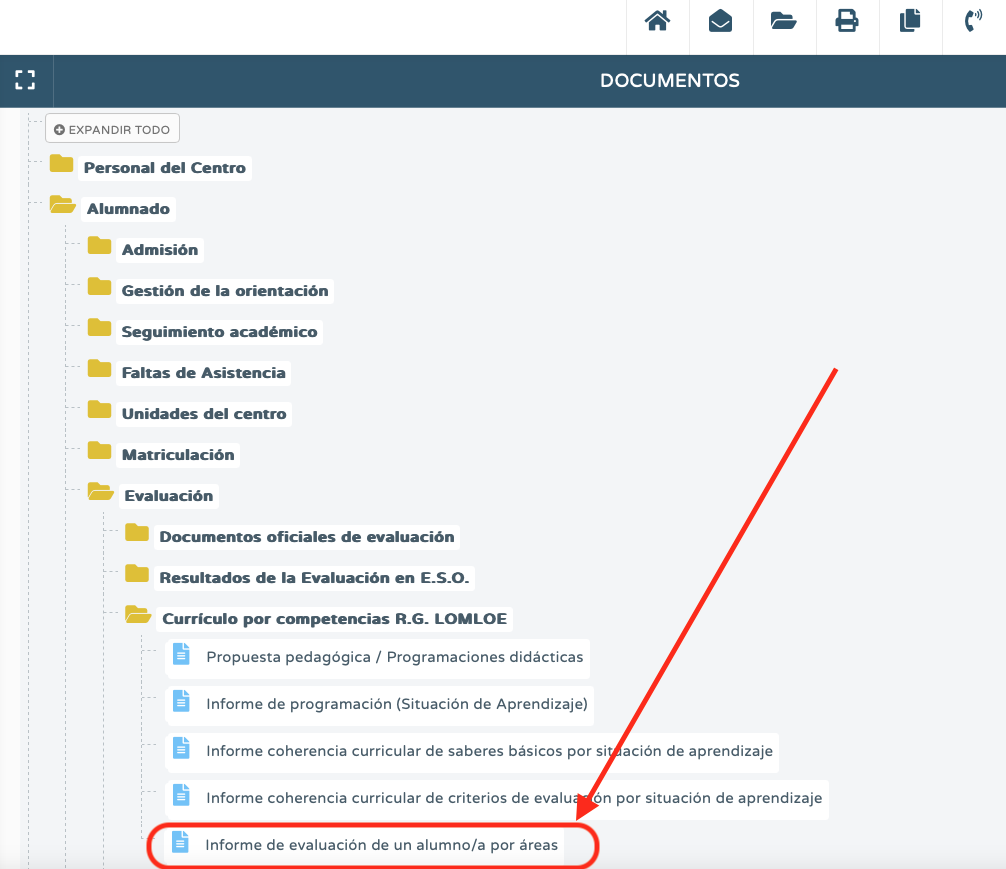 DOCUMENTOS
EXPANDIR TODO
Personal del Centro
Alumnado
Admisión
Gestión de la orientación
Seguimiento académico
Faltas de Asistencia
Unidades del centro
Matriculación
Evaluación
Documentos oficiales de evaluación
Resultados de la Evaluación en E.S.O.
Currículo por competencias R.G. LOMLOE
Propuesta pedagógica / Programaciones didácticas
Informe de programación (Situación de Aprendizaje)
Informe coherencia curricular de saberes básicos por situación de aprendizaje
Informe coherencia curricular de criterios de evaluación por situación de aprendizaje
Informe de evaluación de un alumno/a por áreas